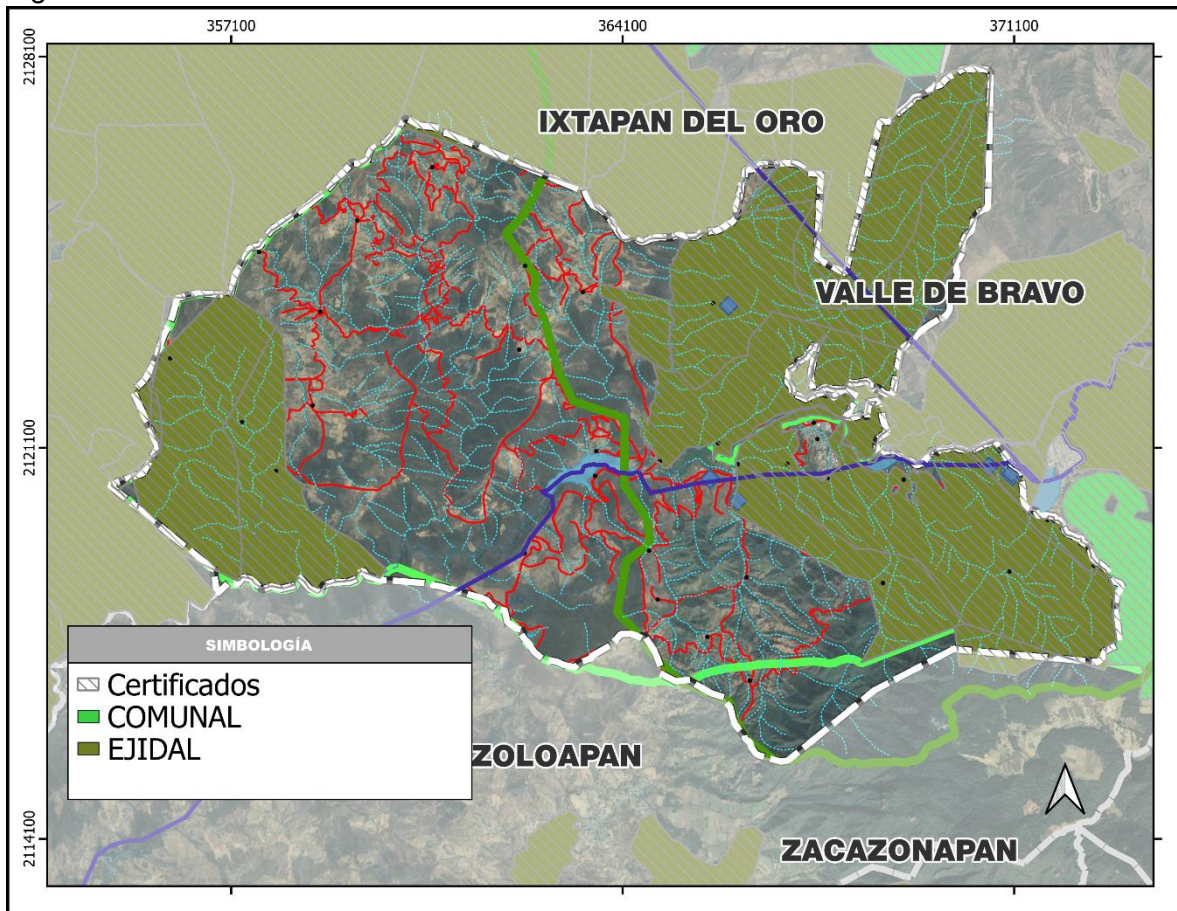 357100
364100
371100
2128100
IXTAPAN DEL ORO
VALLE DE BRAVO
2121100
SIMBOLOGÍA
Certificados
COMUNAL
EJIDAL
ZOLOAPAN
2114100
ZACAZONAPAN